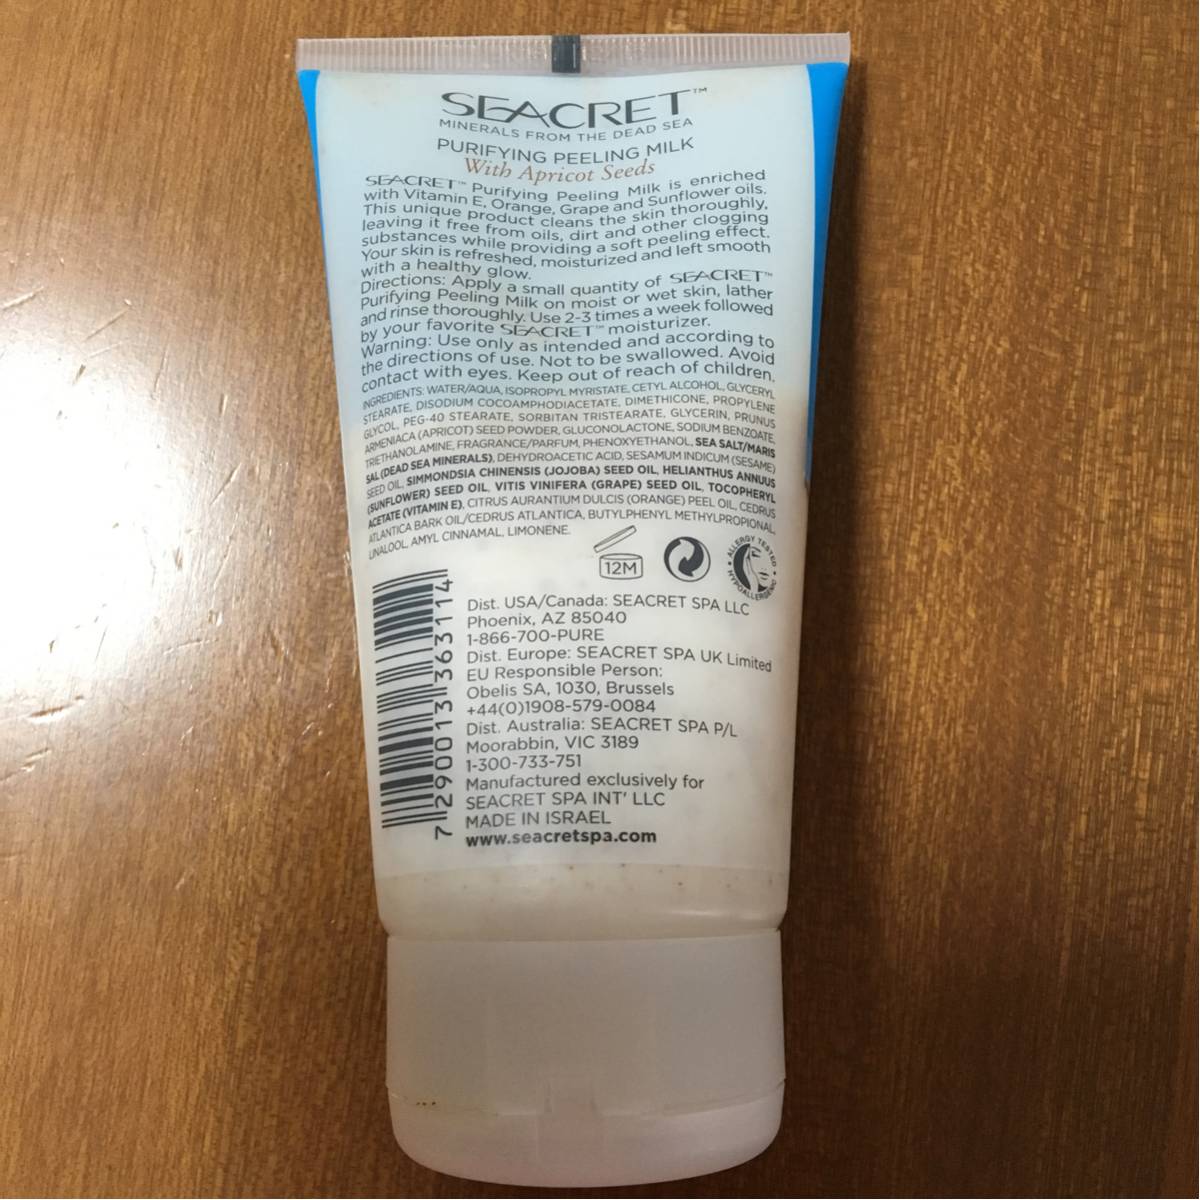 SEACRET™
MINERALS FROM THE DEAD SEA
PURIFYING PEELING MILK
With Apricot Seeds
SEACRET™ Purifying Peeling Milk is enriched
with Vitamin E, Orange, Grape and Sunflower oils.
This unique product cleans the skin thoroughly,
leaving it free from oils, dirt and other clogging
substances while providing a soft peeling effect.
Your skin is refreshed, moisturized and left smooth
with a healthy glow.
Directions: Apply a small quantity of SEACRET™
Purifying Peeling Milk on moist or wet skin, lather
and rinse thoroughly. Use 2-3 times a week followed
by your favorite SEACRET™ moisturizer.
Warning: Use only as intended and according to
the directions of use. Not to be swallowed. Avoid
contact with eyes. Keep out of reach of children.
INGREDIENTS: WATER/AQUA, ISOPROPYL MYRISTATE, CETYL ALCOHOL, GLYCERYL
STEARATE, DISODIUM COCOAMPHODIACETATE, DIMETHICONE, PROPYLENE
GLYCOL, PEG-40 STEARATE, SORBITAN TRISTEARATE, GLYCERIN, PRUNUS
ARMENIACA (APRICOT) SEED POWDER, GLUCONOLACTONE, SODIUM BENZOATE,
TRIETHANOLAMINE, FRAGRANCE/PARFUM, PHENOXYETHANOL, SEA SALT/MARIS
SAL (DEAD SEA MINERALS), DEHYDROACETIC ACID, SESAMUM INDICUM (SESAME)
SEED OIL, SIMMONDSIA CHINENSIS (JOJOBA) SEED OIL, HELIANTHUS ANNUUS
(SUNFLOWER) SEED OIL, VITIS VINIFERA (GRAPE) SEED OIL, TOCOPHERYL
ACETATE (VITAMIN E), CITRUS AURANTIUM DULCIS (ORANGE) PEEL OIL, CEDRUS
ATLANTICA BARK OIL/CEDRUS ATLANTICA, BUTYLPHENYL METHYLPROPIONAL,
LINALOOL, AMYL CINNAMAL, LIMONENE.
12M
ALLERGY TESTED
HYPOALLERGENIC
7290013363114
Dist. USA/Canada: SEACRET SPA LLC
Phoenix, AZ 85040
1-866-700-PURE
Dist. Europe: SEACRET SPA UK Limited
EU Responsible Person:
Obelis SA, 1030, Brussels
+44(0)1908-579-0084
Dist. Australia: SEACRET SPA P/L
Moorabbin, VIC 3189
1-300-733-751
Manufactured exclusively for
SEACRET SPA INT' LLC
MADE IN ISRAEL
www.seacretspa.com